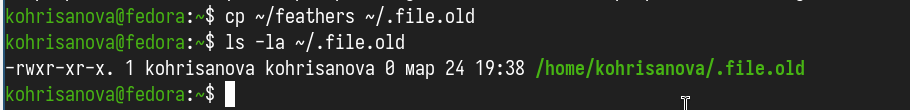 kohrisanova@fedora:~$ cp ~/feathers ~/.file.old
kohrisanova@fedora:~$ ls -la ~/.file.old
-rwxr-xr-x. 1 kohrisanova kohrisanova 0 мар 24 19:38 /home/kohrisanova/.file.old
kohrisanova@fedora:~$